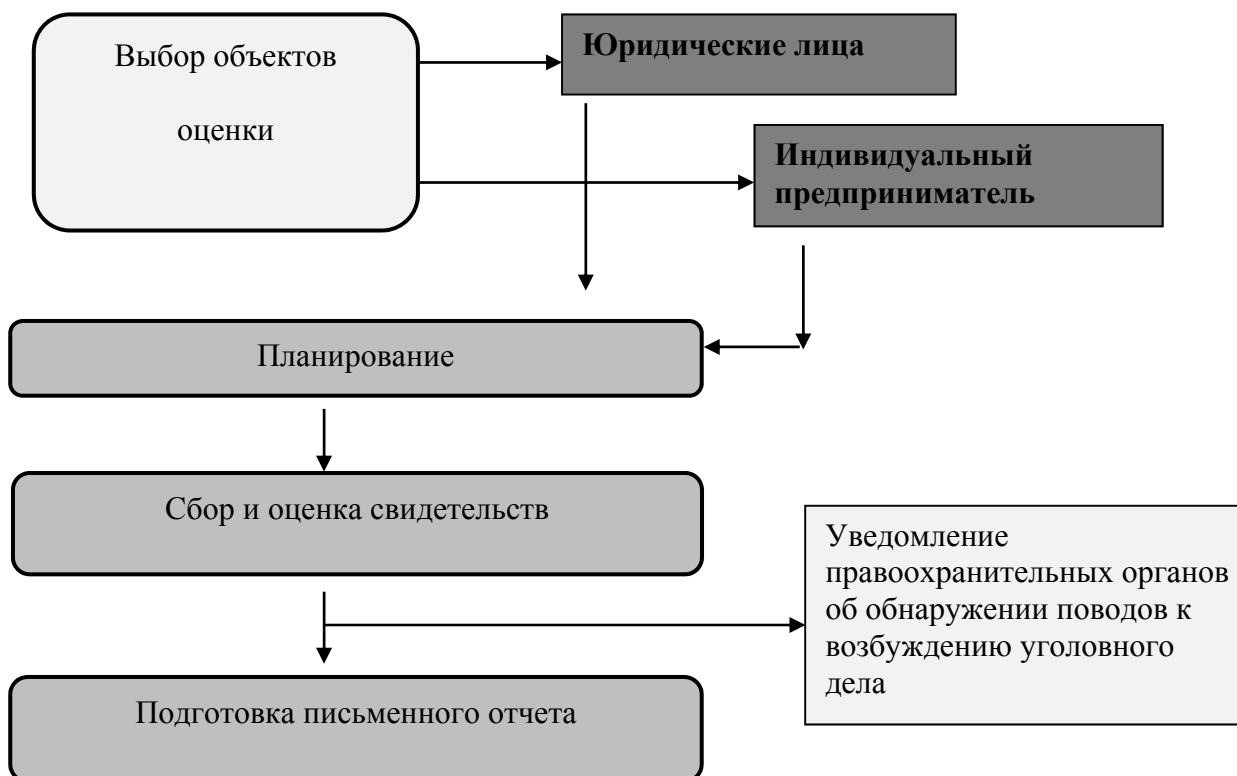 Выбор объектов
оценки
Юридические лица
Индивидуальный
предприниматель
Планирование
Сбор и оценка свидетельств
Уведомление
правоохранительных органов
об обнаружении поводов к
возбуждению уголовного
дела
Подготовка письменного отчета